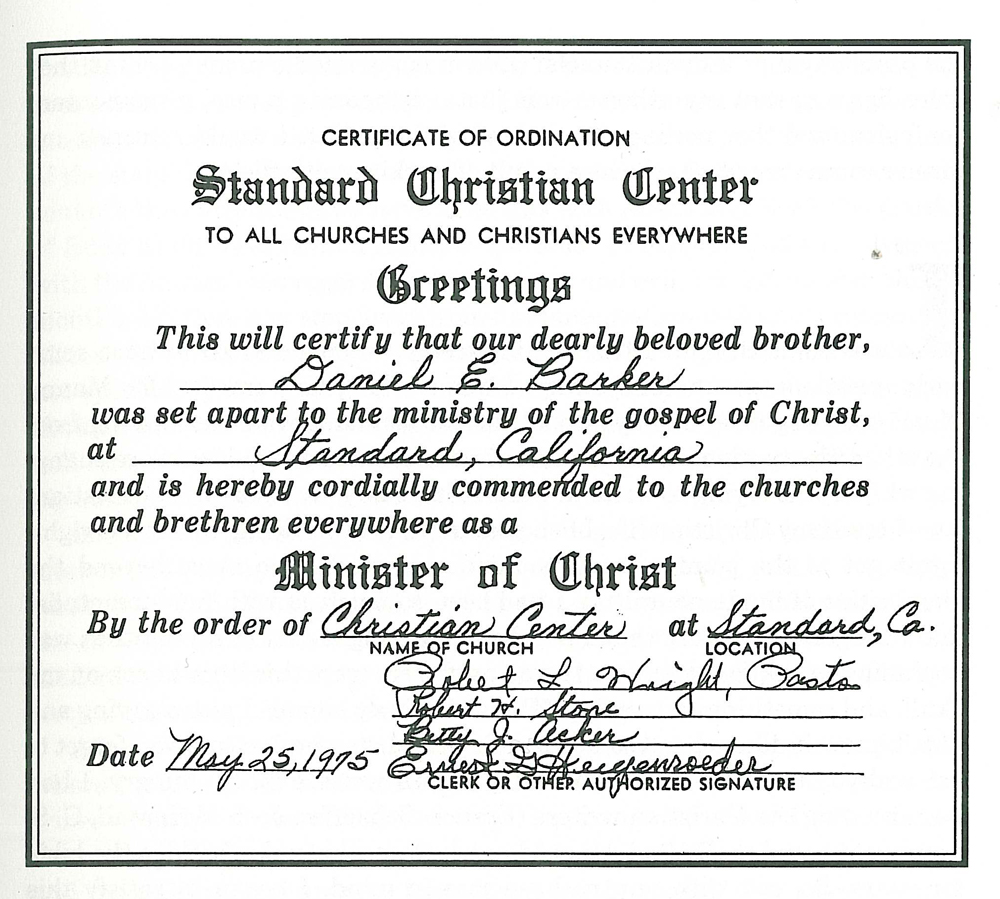 CERTIFICATE OF ORDINATION
Standard Christian Center
TO ALL CHURCHES AND CHRISTIANS EVERYWHERE
Greetings
This will certify that our dearly beloved brother,
Daniel E. Barker
was set apart to the ministry of the gospel of Christ,
at Standard, California
and is hereby cordially commended to the churches
and brethren everywhere as a
Minister of Christ
By the order of Christian Center at Standard, Ca.
NAME OF CHURCH LOCATION
Robert L. Wright, Pastor
Robert H. Stone
Betty J. Acker
Date May 25, 1975 Ernest G. Heigenroeder
CLERK OR OTHER AUTHORIZED SIGNATURE